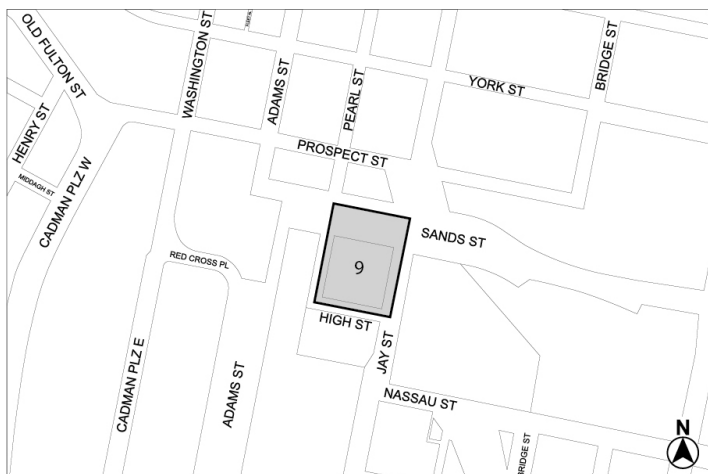 OLD FULTON ST
WASHINGTON ST
ADAMS ST
PEARL ST
BRIDGE ST
YORK ST
HENRY ST
PROSPECT ST
MIDDAGH ST
CADMAN PLZ W
SANDS ST
RED CROSS PL
9
HIGH ST
JAY ST
CADMAN PLZ E
ADAMS ST
NASSAU ST
BRIDGE ST
N